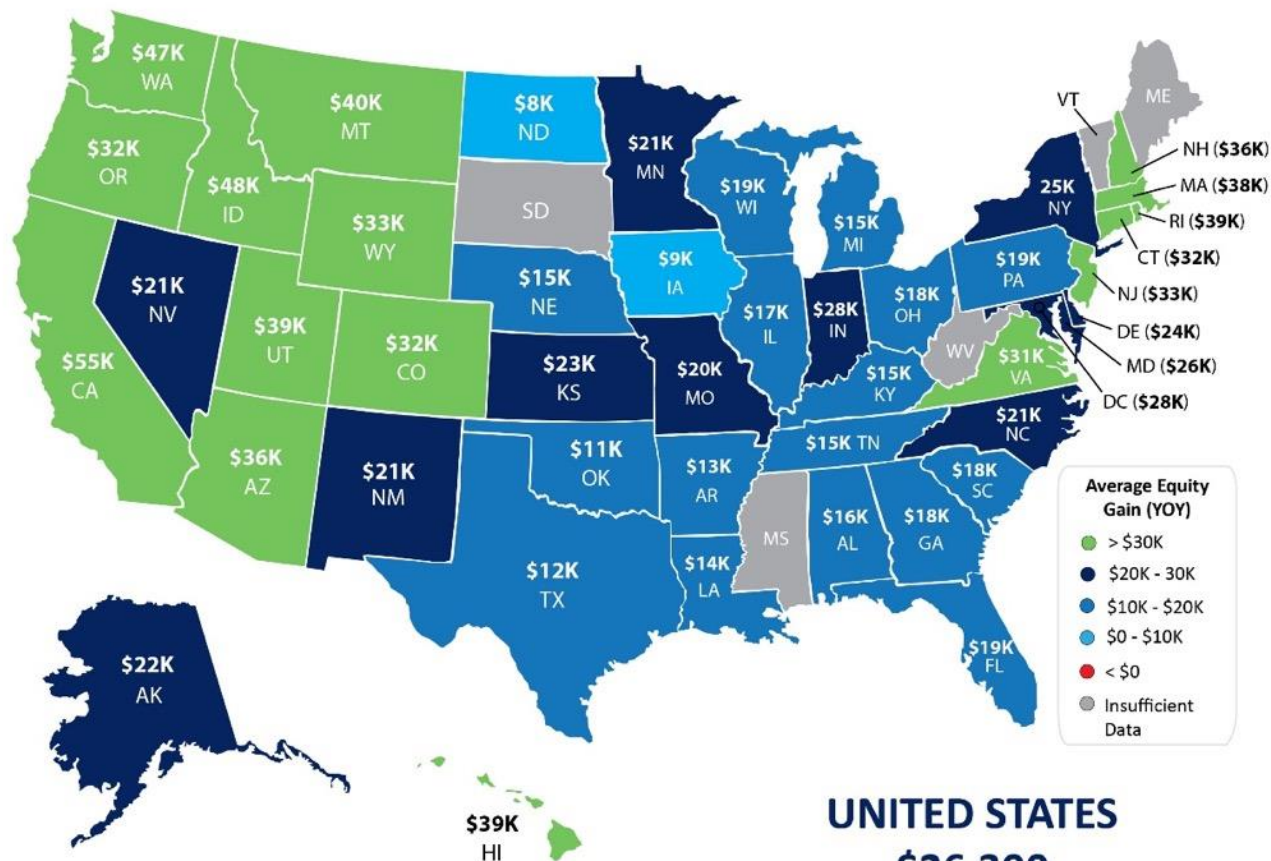 $47K
WA
$40K
MT
$8K
ND
$21K
MN
VT
ME
$32K
OR
$48K
ID
NH ($36K)
MA ($38K)
$33K
WY
SD
$19K
WI
$15K
MI
25K
NY
RI ($39K)
CT ($32K)
$21K
NV
$9K
IA
$19K
PA
NJ ($33K)
$39K
UT
$15K
NE
$17K
IL
$28K
IN
$18K
OH
DE ($24K)
$55K
CA
$32K
CO
$23K
KS
$20K
MO
$15K
KY
WV
$31K
VA
MD ($26K)
DC ($28K)
$36K
AZ
$21K
NM
$11K
OK
$13K
AR
$15K TN
$21K
NC
$18K
SC
$12K
TX
$14K
LA
MS
$16K
AL
$18K
GA
$19K
FL
Average Equity
Gain (YOY)
> $30K
$20K - 30K
$10K - $20K
$0 - $10K
< $0
Insufficient
Data
$22K
AK
$39K
HI
UNITED STATES